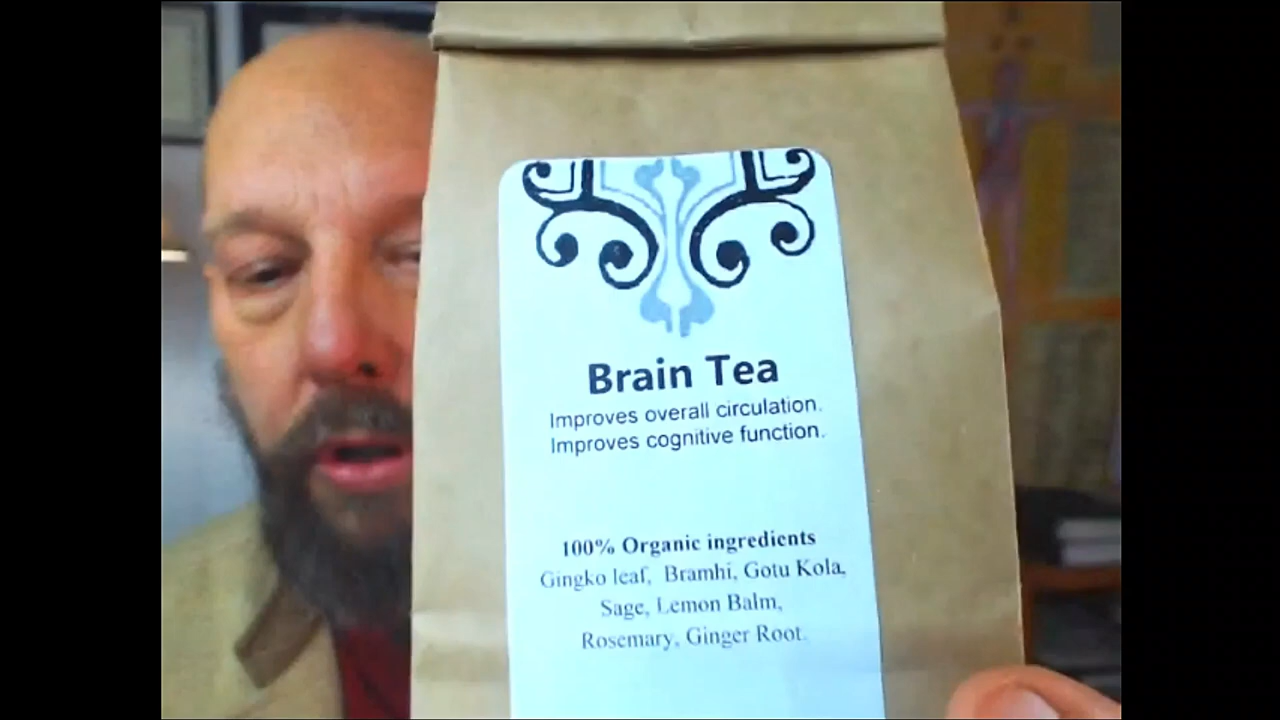 Brain Tea
Improves overall circulation.
Improves cognitive function.
100% Organic ingredients
Gingko leaf, Bramhi, Gotu Kola,
Sage, Lemon Balm,
Rosemary, Ginger Root.